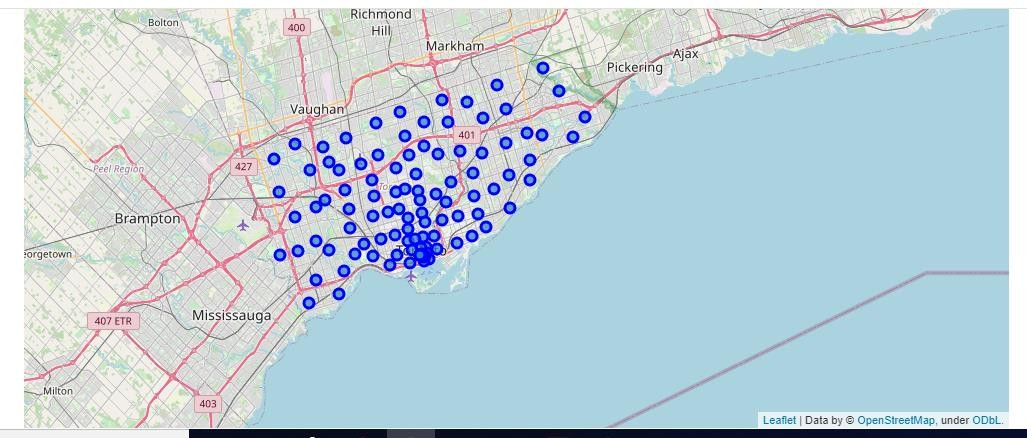 Bolton
400
Richmond
Hill
Markham
Ajax
Pickering
Vaughan
401
427
Peel Region
Brampton
eorgetown
407 ETR
Mississauga
Milton
403
Leaflet | Data by © OpenStreetMap, under ODbL.